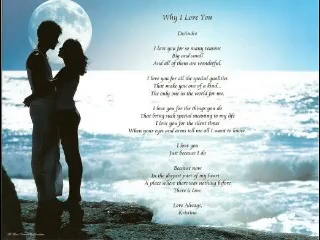 Why I Love You
I love you for so many reasons
Big and small
And all of them are wonderful.
I love you for all the special qualities
That make you one of a kind...
The only one in the world for me.
I love you for the things you do
That bring such special meaning to my life
I love you for the silent times
When your eyes and arms tell me all I want to know
I love you
Just because I do
Because now
In the deepest part of my heart
A place where there was nothing before
There is love
Love Always,
Kristina